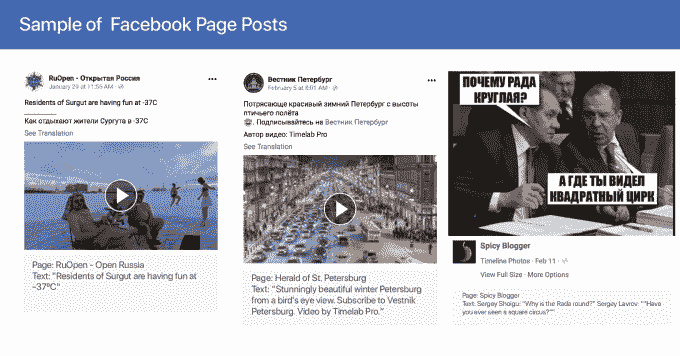 Sample of Facebook Page Posts
RuOpen - Открытая Россия
January 29 at 11:55 AM
Residents of Surgut are having fun at -37C
Как отдыхают жители Сургута в -37С
See Translation
Page: RuOpen - Open Russia
Text: "Residents of Surgut are having fun at
-37ºC"
Вестник Петербург
February 5 at 8:01 AM
Потрясающе красивый зимний Петербург с высоты
птичьего полёта
. Подписывайтесь на Вестник Петербург
Автор видео: Timelab Pro
See Translation
Page: Herald of St. Petersburg
Text: "Stunningly beautiful winter Petersburg
from a bird's eye view. Subscribe to Vestnik
Petersburg. Video by Timelab Pro."
ПОЧЕМУ РАДА
КРУГЛАЯ?
А ГДЕ ТЫ ВИДЕЛ
КВАДРАТНЫЙ ЦИРК
Spicy Blogger
Timeline Photos · Feb 11
View Full Size · More Options
Page: Spicy Blogger
Text: Sergey Shoigu: "Why is the Rada round?" Sergey Lavrov: ""Have
you ever seen a square circus?""